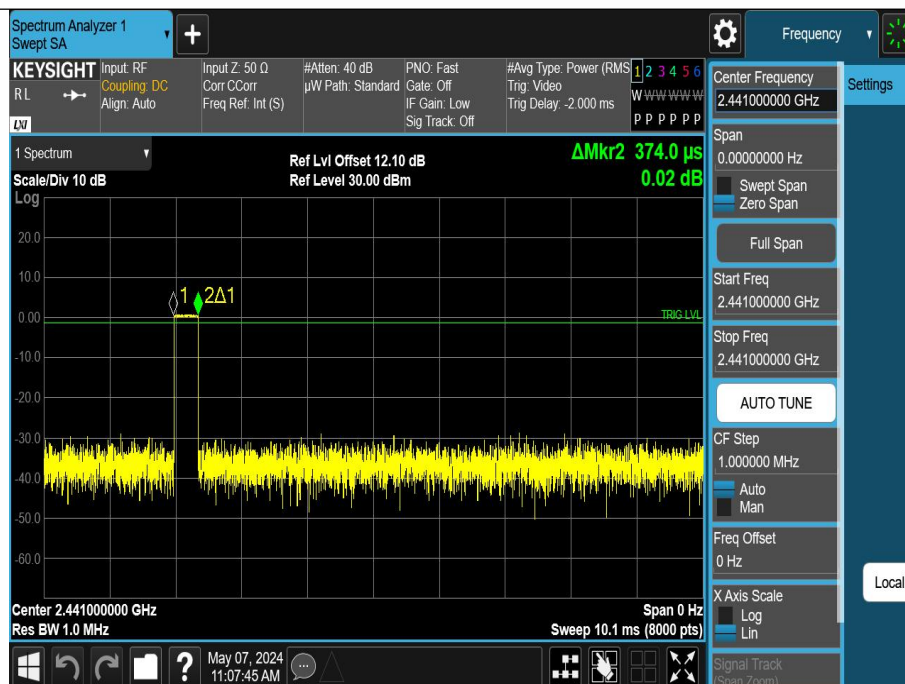 Spectrum Analyzer 1
Swept SA
Frequency
KEYSIGHT
RL
LXI
Input: RF
Coupling: DC
Align: Auto
Input Z: 50 Ω
Corr CCorr
Freq Ref: Int (S)
#Atten: 40 dB
µW Path: Standard
PNO: Fast
Gate: Off
IF Gain: Low
Sig Track: Off
#Avg Type: Power (RMS
Trig: Video
Trig Delay: -2.000 ms
1 2 3 4 5 6
W W W W W W
P P P P P P
1 Spectrum
Scale/Div 10 dB
Ref Lvl Offset 12.10 dB
Ref Level 30.00 dBm
ΔMkr2 374.0 µs
0.02 dB
Log
20.0
10.0
1
2Δ1
0.00
TRIG LVL
-10.0
-20.0
-30.0
-40.0
-50.0
-60.0
Center 2.441000000 GHz
Res BW 1.0 MHz
Span 0 Hz
Sweep 10.1 ms (8000 pts)
May 07, 2024
11:07:45 AM
?
Center Frequency
2.441000000 GHz
Span
0.00000000 Hz
Swept Span
Zero Span
Full Span
Start Freq
2.441000000 GHz
Stop Freq
2.441000000 GHz
AUTO TUNE
CF Step
1.000000 MHz
Auto
Man
Freq Offset
0 Hz
X Axis Scale
Log
Lin
Signal Track
(Span Zoom)
Settings
Local